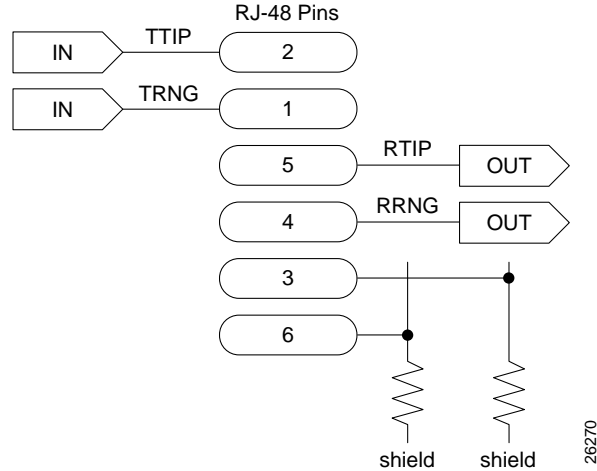 RJ-48 Pins
IN TTIP 2
IN TRNG 1
5 RTIP OUT
4 RRNG OUT
3
6
shield shield
26270